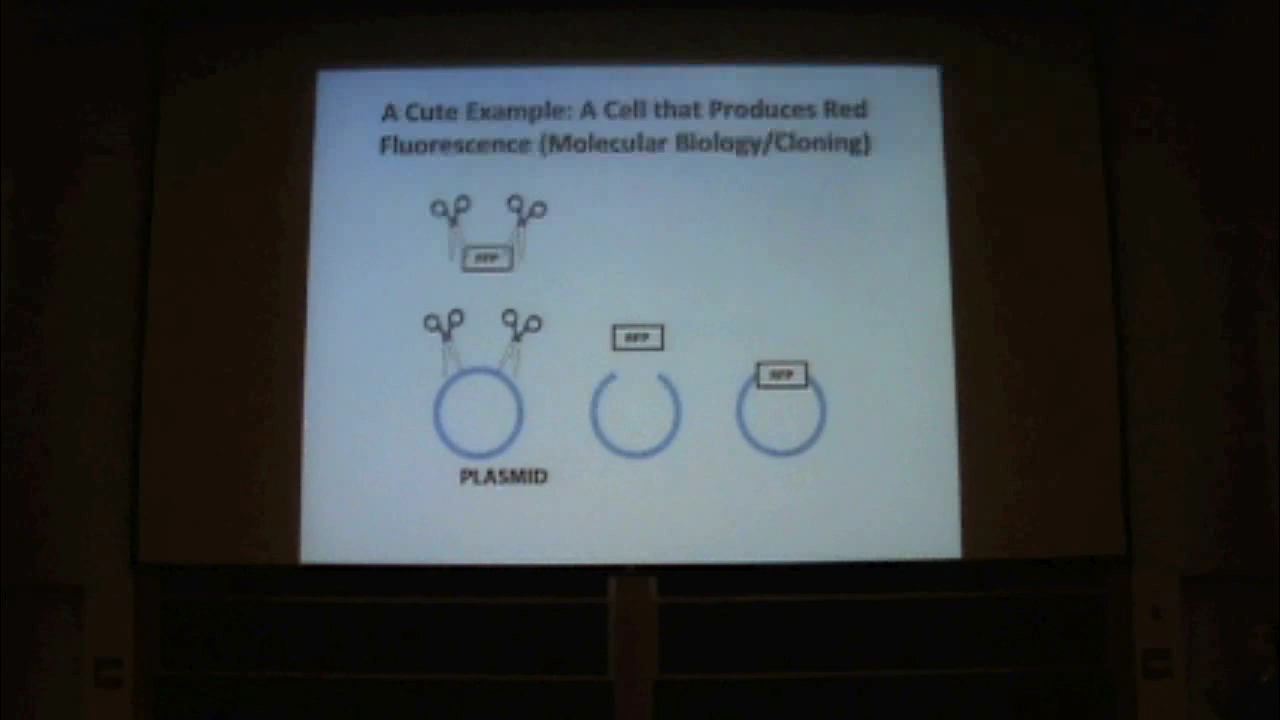 A Cute Example: A Cell that Produces Red
Fluorescence (Molecular Biology/Cloning)
RFP
RFP
RFP
PLASMID